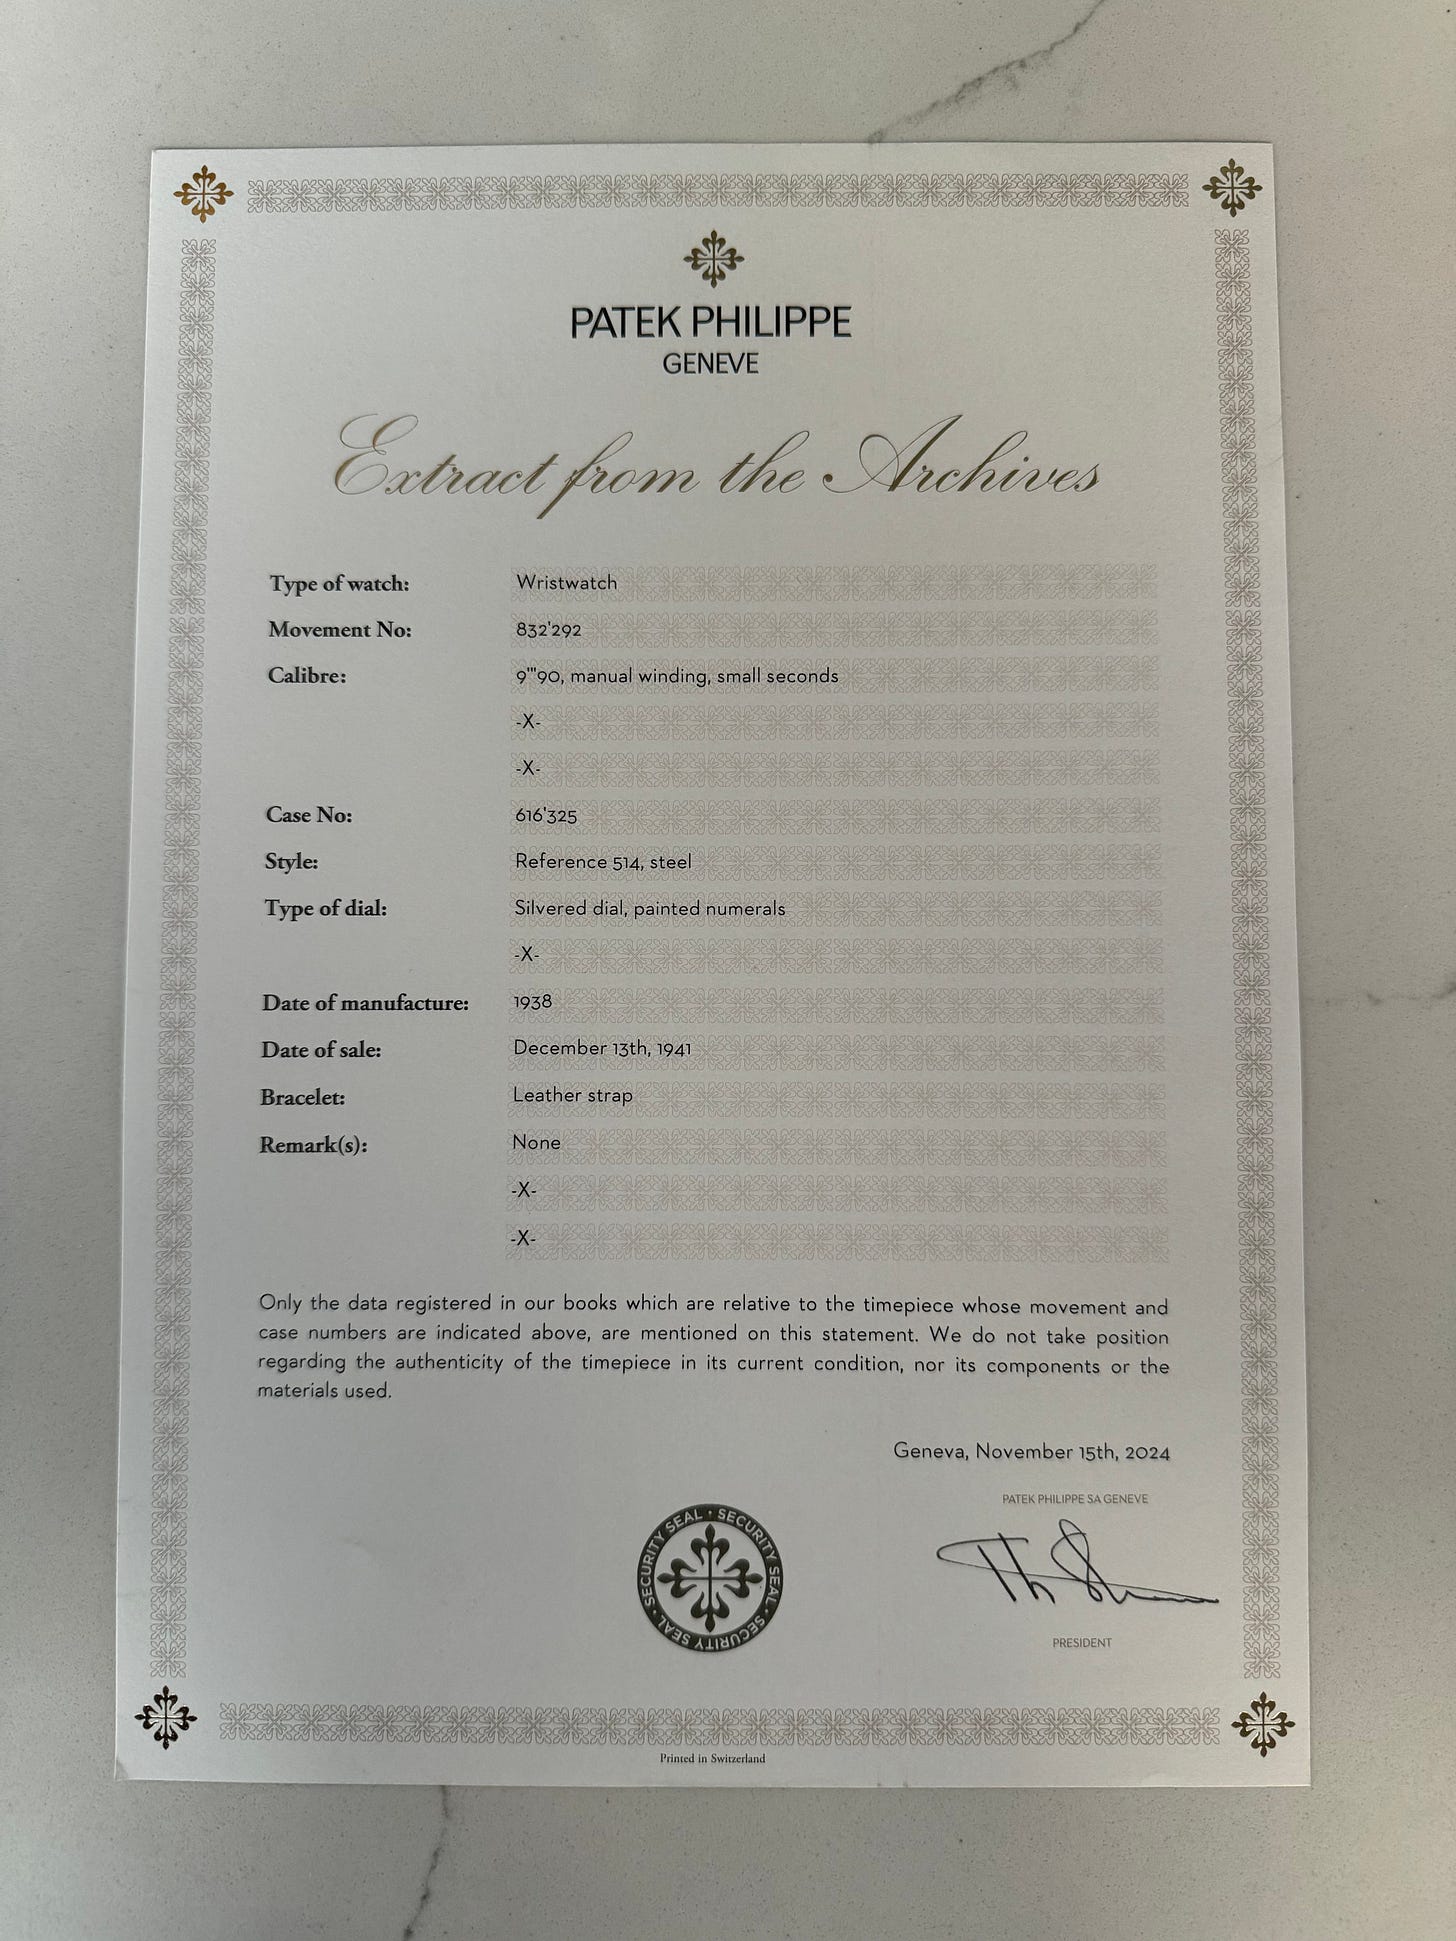 PATEK PHILIPPE
GENEVE
Extract from the Archives
Type of watch: Wristwatch
Movement No: 832'292
Calibre: 9'''90, manual winding, small seconds
-X-
-X-
Case No: 616'325
Style: Reference 514, steel
Type of dial: Silvered dial, painted numerals
-X-
Date of manufacture: 1938
Date of sale: December 13th, 1941
Bracelet: Leather strap
Remark(s): None
-X-
-X-
Only the data registered in our books which are relative to the timepiece whose movement and
case numbers are indicated above, are mentioned on this statement. We do not take position
regarding the authenticity of the timepiece in its current condition, nor its components or the
materials used.
Geneva, November 15th, 2024
PATEK PHILIPPE SA GENEVE
SECURITY SEAL · SECURITY SEAL · SECURITY SEAL ·
PRESIDENT
Printed in Switzerland